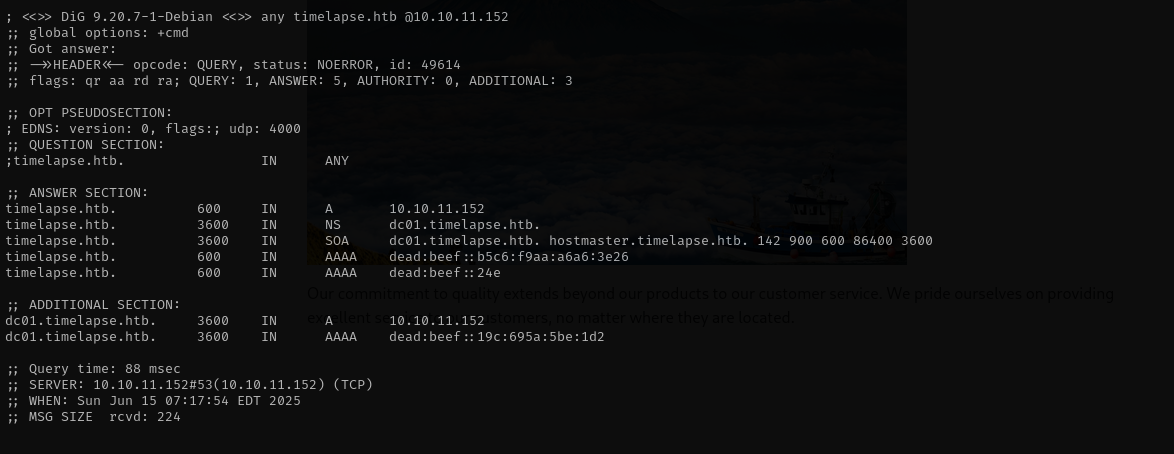 ; <<>> DiG 9.20.7-1-Debian <<>> any timelapse.htb @10.10.11.152
;; global options: +cmd
;; Got answer:
;; ->>HEADER<<- opcode: QUERY, status: NOERROR, id: 49614
;; flags: qr aa rd ra; QUERY: 1, ANSWER: 5, AUTHORITY: 0, ADDITIONAL: 3
;; OPT PSEUDOSECTION:
; EDNS: version: 0, flags:; udp: 4000
;; QUESTION SECTION:
;timelapse.htb. IN ANY
;; ANSWER SECTION:
timelapse.htb. 600 IN A 10.10.11.152
timelapse.htb. 3600 IN NS dc01.timelapse.htb.
timelapse.htb. 3600 IN SOA dc01.timelapse.htb. hostmaster.timelapse.htb. 142 900 600 86400 3600
timelapse.htb. 600 IN AAAA dead:beef::b5c6:f9aa:a6a6:3e26
timelapse.htb. 600 IN AAAA dead:beef::24e
Our commitment to quality extends beyond our products to our customer service. We pride ourselves on providing
;; ADDITIONAL SECTION:
excellent customers, no matter where they are located.
dc01.timelapse.htb. 3600 IN A 10.10.11.152
dc01.timelapse.htb. 3600 IN AAAA dead:beef::19c:695a:5be:1d2
;; Query time: 88 msec
;; SERVER: 10.10.11.152#53(10.10.11.152) (TCP)
;; WHEN: Sun Jun 15 07:17:54 EDT 2025
;; MSG SIZE rcvd: 224